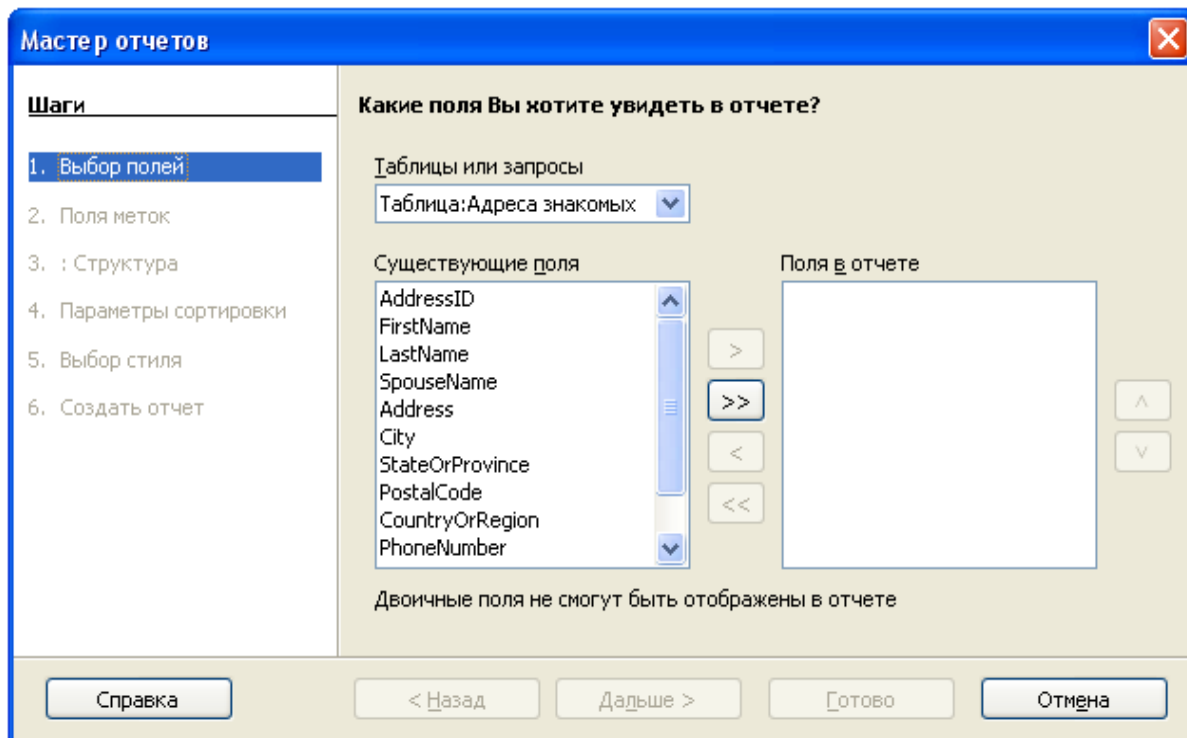 Мастер отчетов
Шаги
1. Выбор полей
2. Поля меток
3. : Структура
4. Параметры сортировки
5. Выбор стиля
6. Создать отчет
Какие поля Вы хотите увидеть в отчете?
Таблицы или запросы
Таблица:Адреса знакомых
Существующие поля
AddressID
FirstName
LastName
SpouseName
Address
City
StateOrProvince
PostalCode
CountryOrRegion
PhoneNumber
>
>>
<
<<
Поля в отчете
^
v
Двоичные поля не смогут быть отображены в отчете
Справка
< Назад
Дальше >
Готово
Отмена